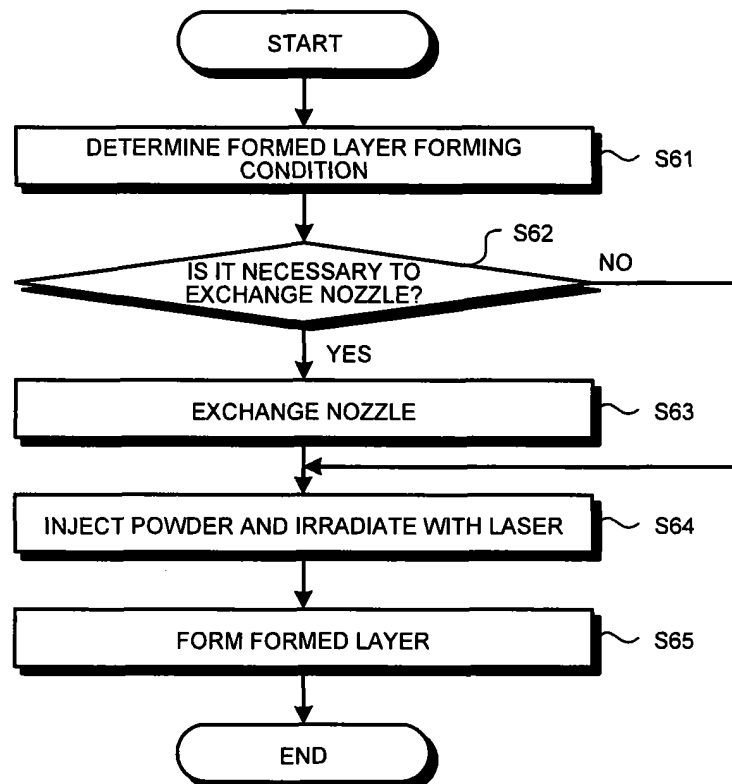 START
DETERMINE FORMED LAYER FORMING
CONDITION
S61
S62
IS IT NECESSARY TO
EXCHANGE NOZZLE?
NO
YES
EXCHANGE NOZZLE
S63
INJECT POWDER AND IRRADIATE WITH LASER
S64
FORM FORMED LAYER
S65
END